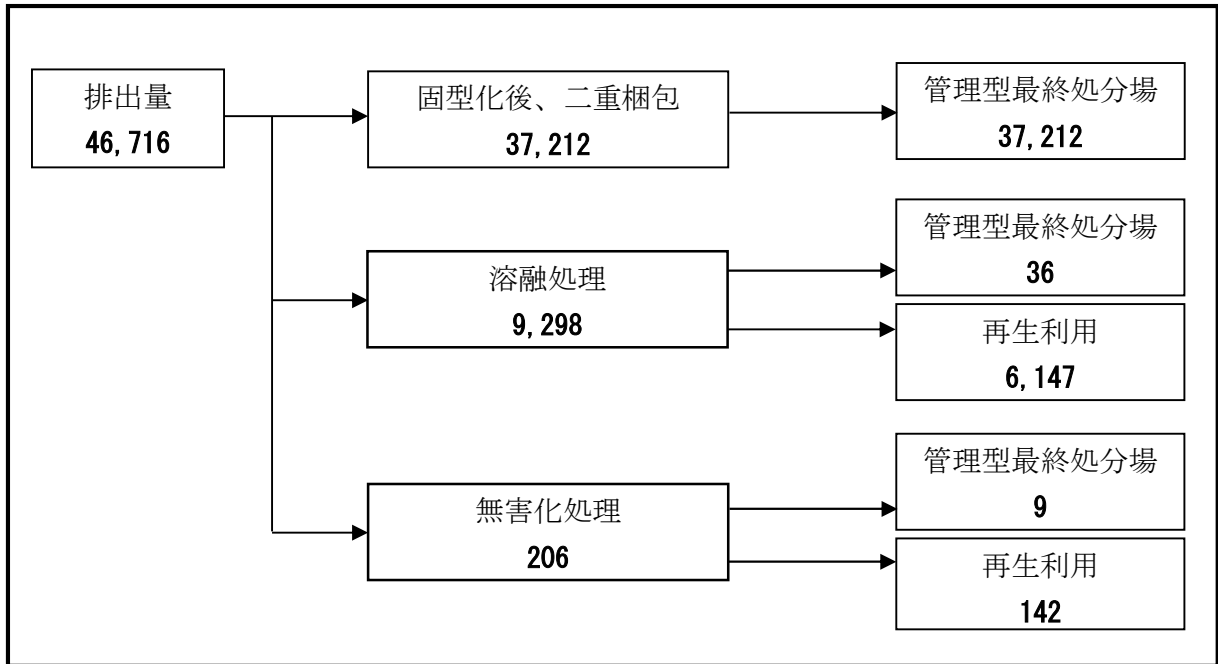 排出量
46,716
固型化後、二重梱包
37,212
管理型最終処分場
37,212
溶融処理
9,298
管理型最終処分場
36
再生利用
6,147
無害化処理
206
管理型最終処分場
9
再生利用
142